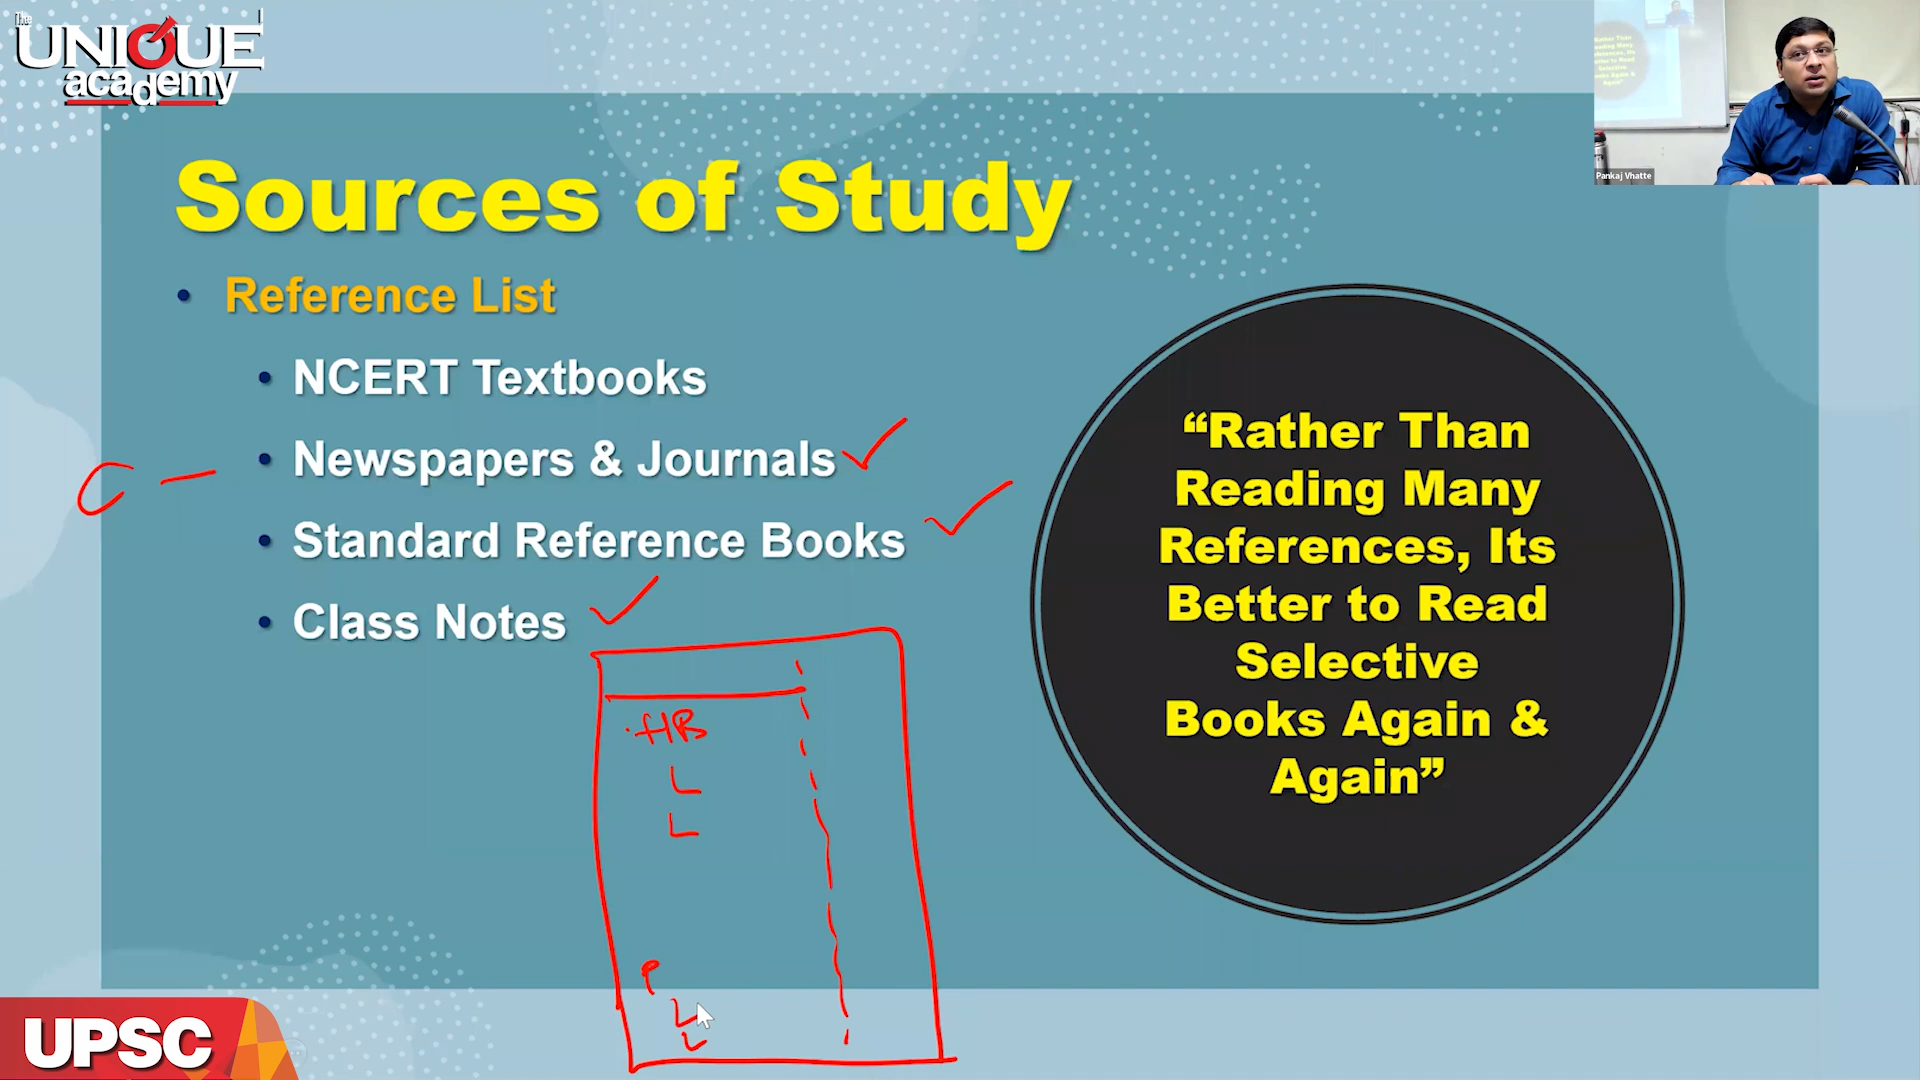 The
UNIQUE
academy
Pankaj Vhatte
Sources of Study
• Reference List
• NCERT Textbooks
• Newspapers & Journals
C –
• Standard Reference Books
• Class Notes
HB
L
L
P
L
L
“Rather Than
Reading Many
References, Its
Better to Read
Selective
Books Again &
Again”
UPSC